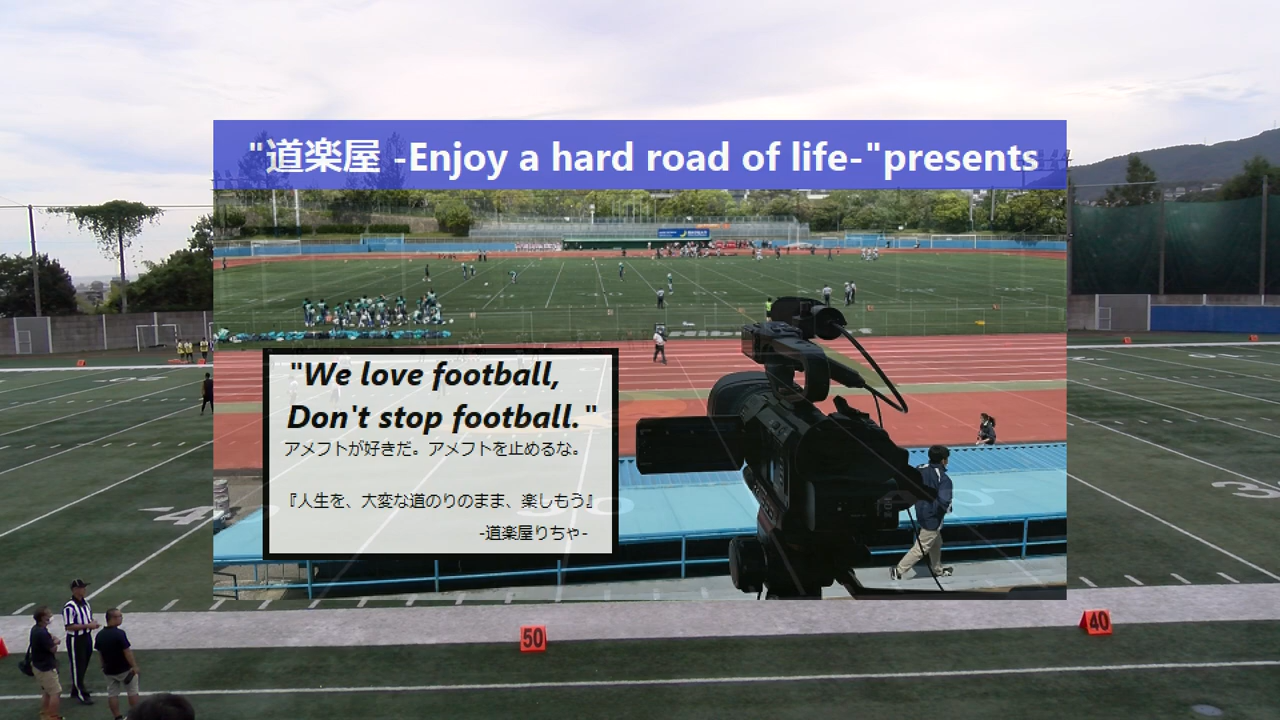 "道楽屋 -Enjoy a hard road of life-"presents
"We love football,
Don't stop football."
アメフトが好きだ。アメフトを止めるな。
『人生を、大変な道のりのまま、楽しもう』
-道楽屋りちゃ-
50
40